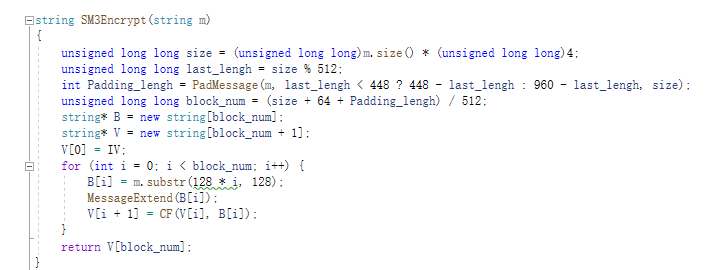 string SM3Encrypt(string m)
{
unsigned long long size = (unsigned long long)m.size() * (unsigned long long)4;
unsigned long long last_lengh = size % 512;
int Padding_lengh = PadMessage(m, last_lengh < 448 ? 448 - last_lengh : 960 - last_lengh, size);
unsigned long long block_num = (size + 64 + Padding_lengh) / 512;
string* B = new string[block_num];
string* V = new string[block_num + 1];
V[0] = IV;
for (int i = 0; i < block_num; i++) {
B[i] = m.substr(128 * i, 128);
MessageExtend(B[i]);
V[i + 1] = CF(V[i], B[i]);
}
return V[block_num];
}